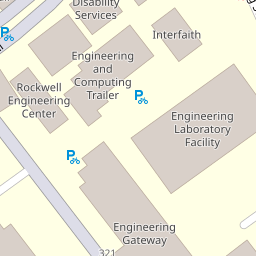 Disability
Services
Interfaith
Engineering
and
Computing
Trailer
Rockwell
Engineering
Center
Engineering
Laboratory
Facility
Engineering
Gateway
321